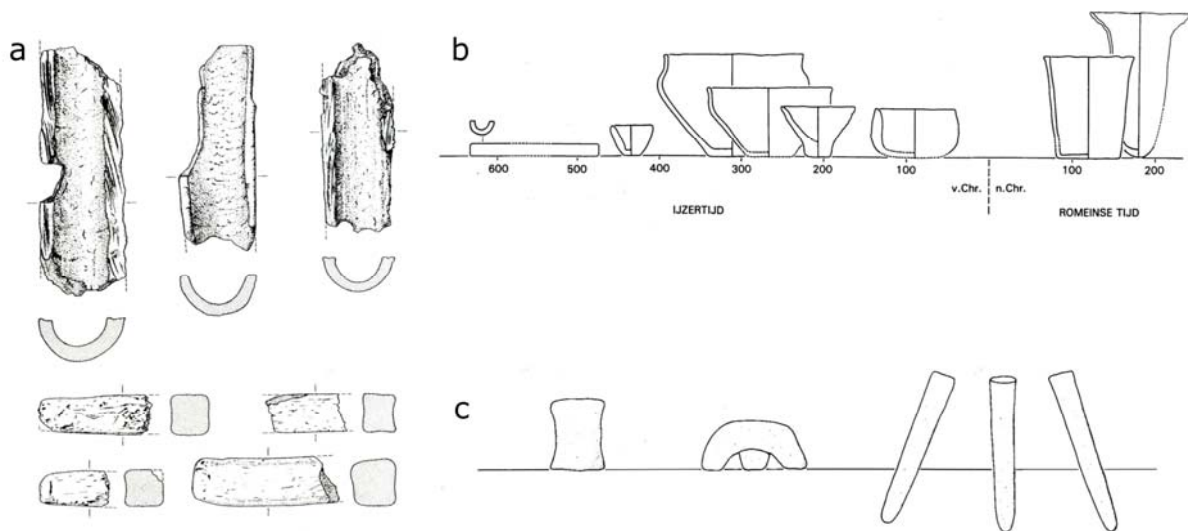 a
b
600 500 400 300 200 100 100 200
v.Chr. n.Chr.
IJZERTIJD ROMEINSE TIJD
c